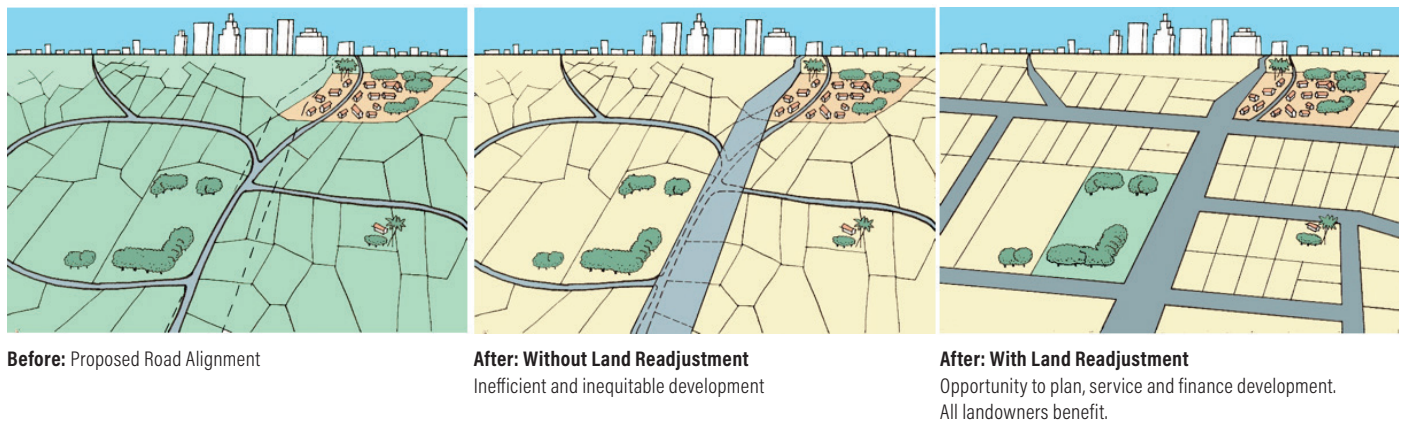 Before: Proposed Road Alignment
After: Without Land Readjustment
Inefficient and inequitable development
After: With Land Readjustment
Opportunity to plan, service and finance development.
All landowners benefit.